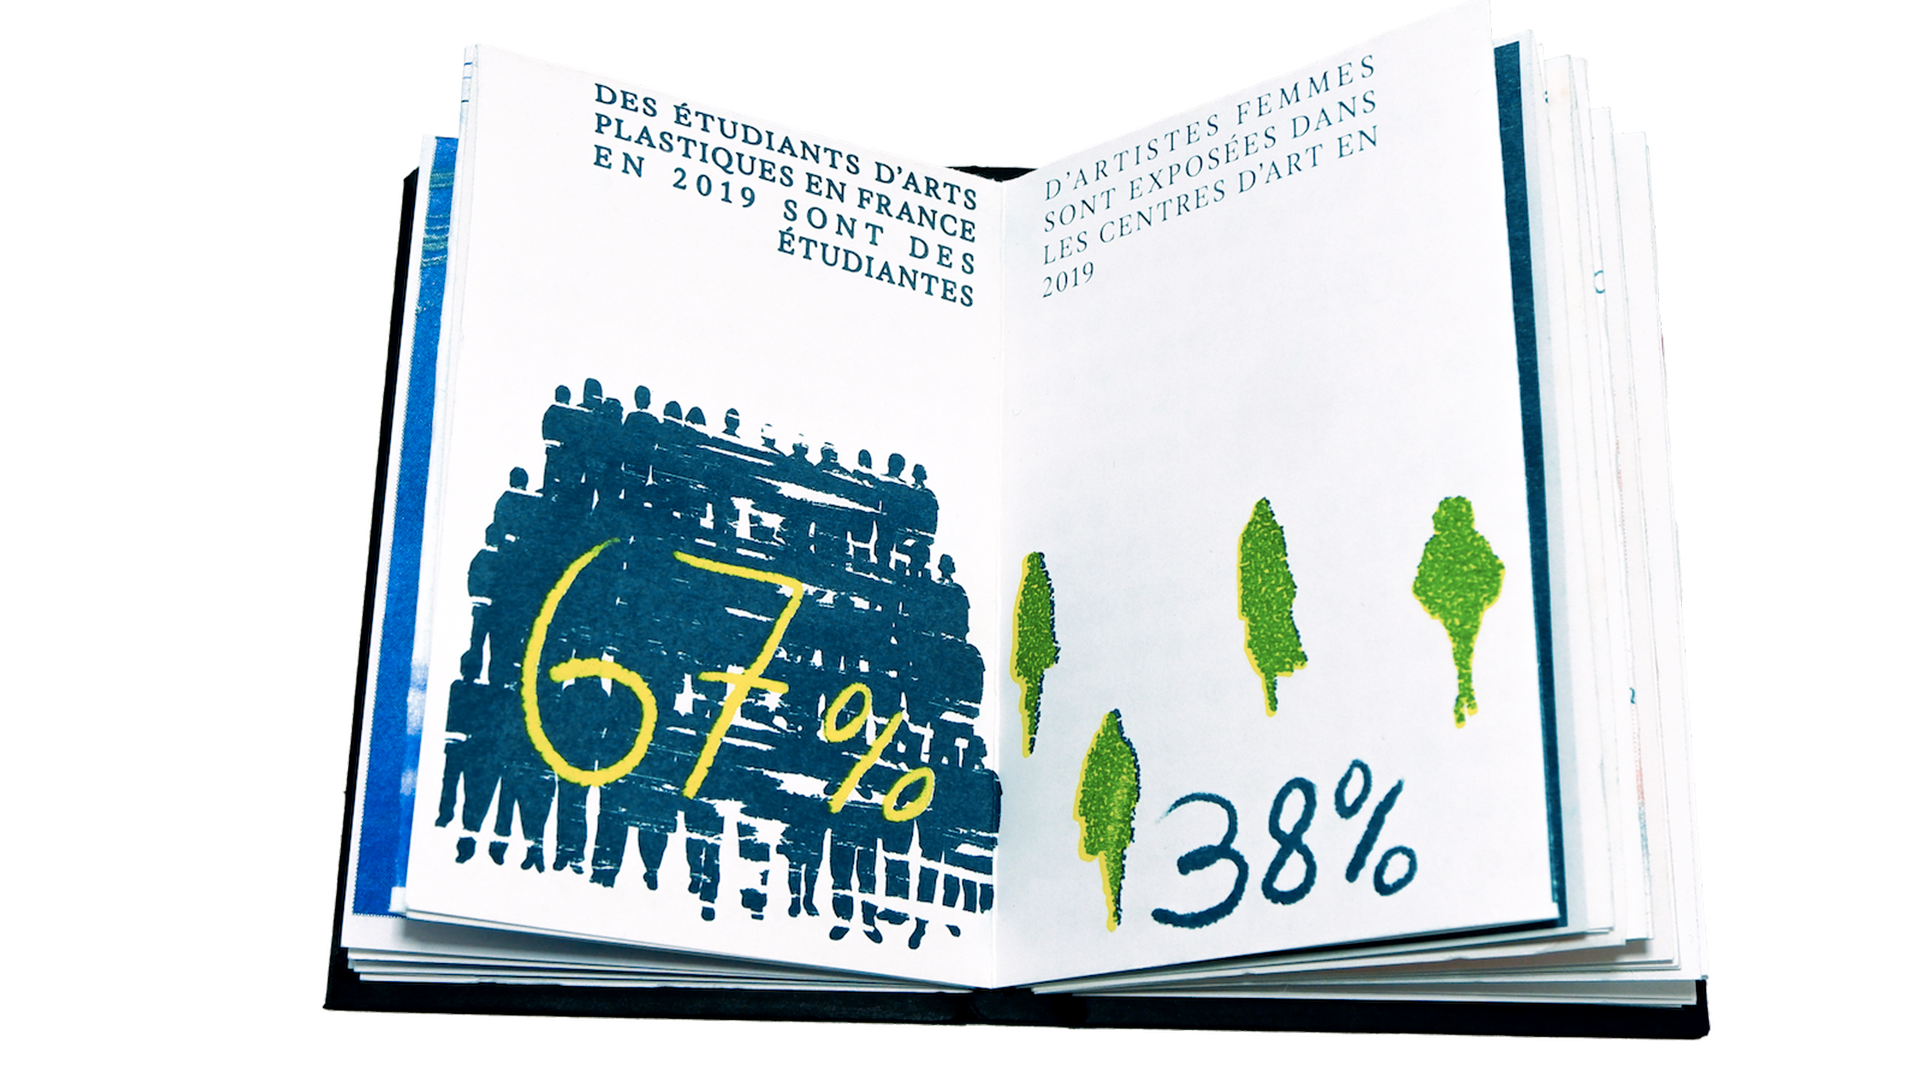 DES ÉTUDIANTS D'ARTS
PLASTIQUES EN FRANCE
EN 2019 SONT DES
ÉTUDIANTES
67%
D'ARTISTES FEMMES
SONT EXPOSÉES DANS
LES CENTRES D'ART EN
2019
38%